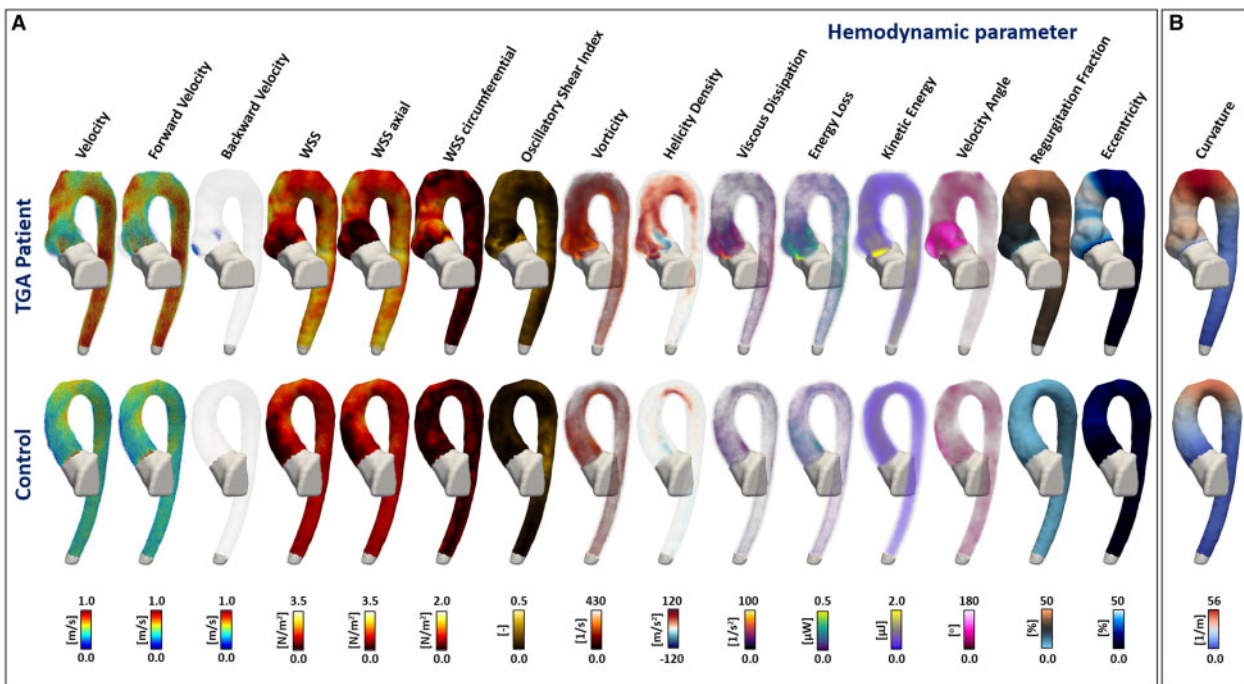 A
B
Hemodynamic parameter
Velocity
Forward Velocity
Backward Velocity
WSS
WSS axial
WSS circumferential
Oscillatory Shear Index
Vorticity
Helicity Density
Viscous Dissipation
Energy Loss
Kinetic Energy
Velocity Angle
Regurgitation Fraction
Eccentricity
Curvature
TGA Patient
Control
1.0 1.0 1.0 3.5 3.5 2.0 0.5 430 120 100 0.5 2.0 180 50 50 56
[m/s] [m/s] [m/s] [N/m²] [N/m²] [N/m²] [-] [1/s] [m/s²] [1/s²] [µW] [µJ] [°] [%] [%] [1/m]
0.0 0.0 0.0 0.0 0.0 0.0 0.0 0.0 -120 0.0 0.0 0.0 0.0 0.0 0.0 0.0